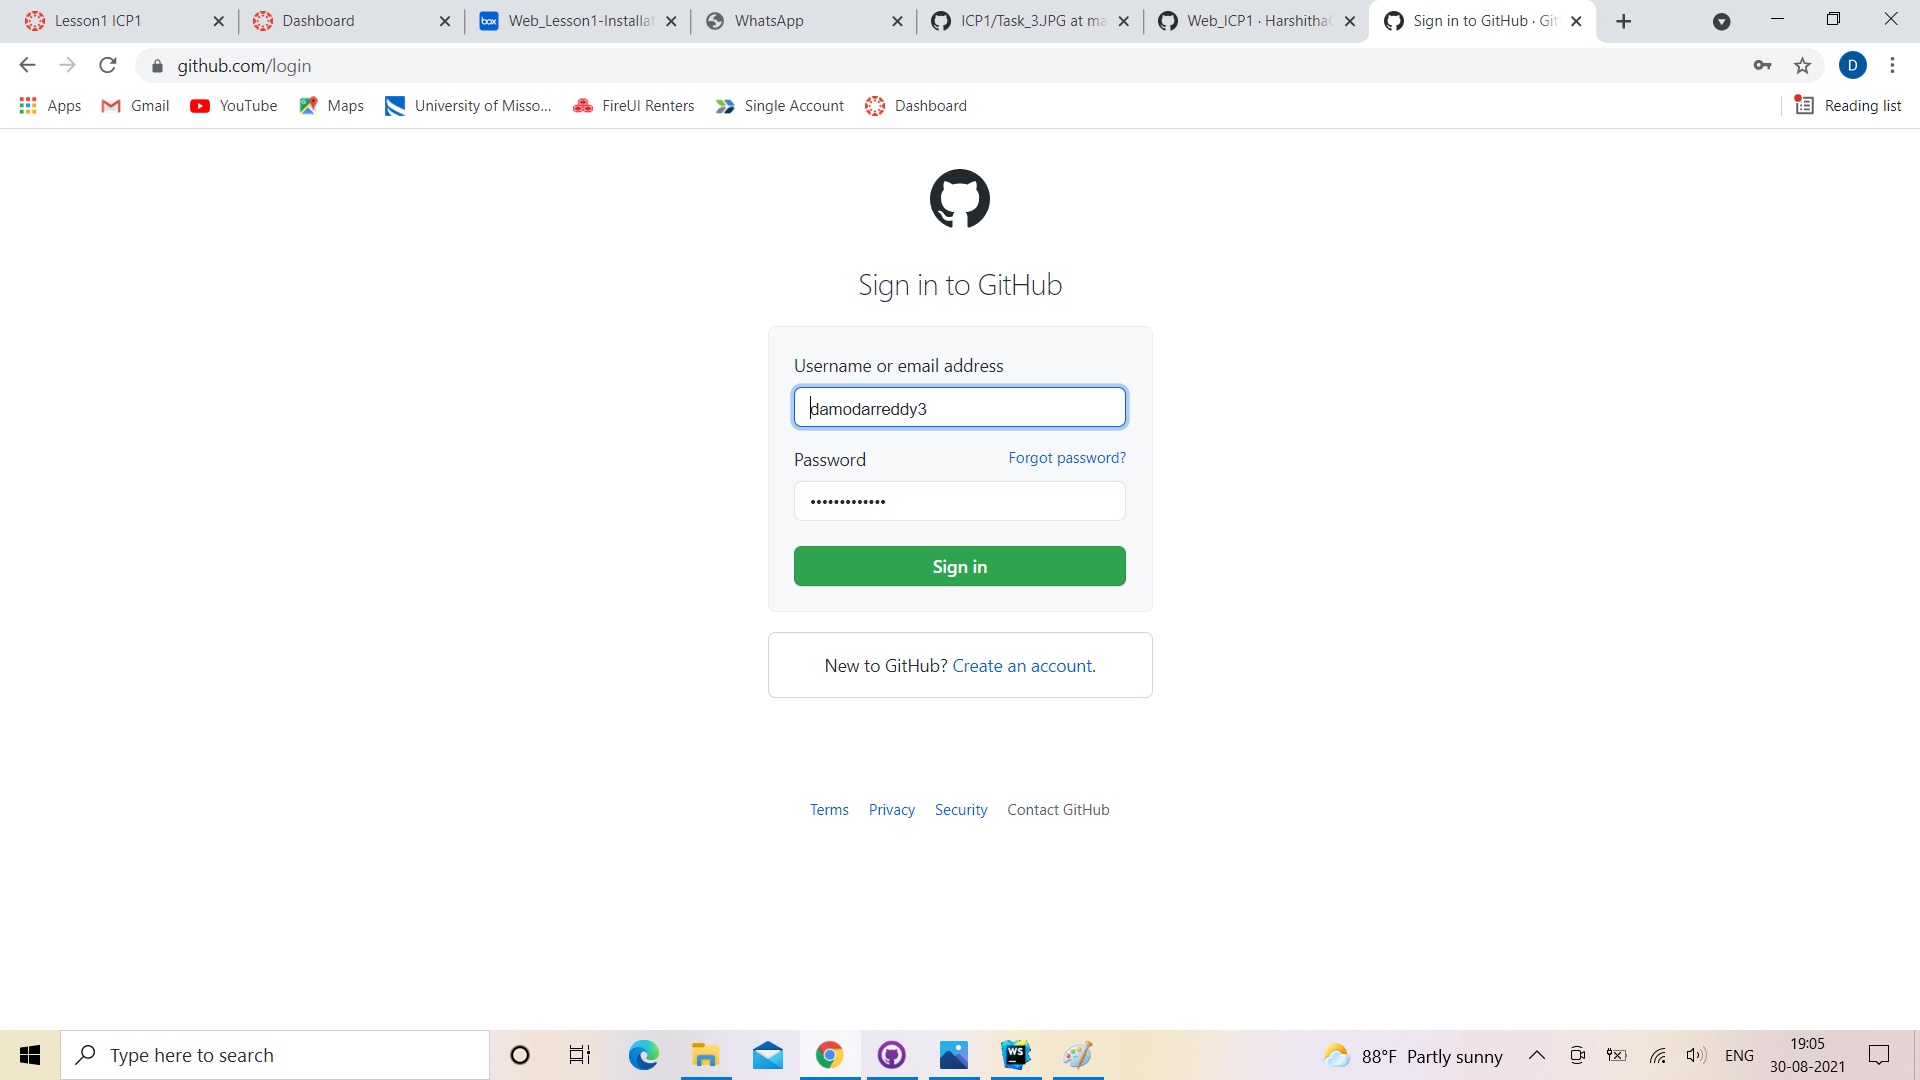 Lesson1 ICP1
Dashboard
box
Web_Lesson1-Installat
WhatsApp
ICP1/Task_3.JPG at ma
Web_ICP1 · Harshitha
Sign in to GitHub · Git
github.com/login
D
Apps
Gmail
YouTube
Maps
University of Misso...
FireUI Renters
Single Account
Dashboard
Reading list
Sign in to GitHub
Username or email address
damodarreddy3
Password
Forgot password?
•••••••••••••
Sign in
New to GitHub? Create an account.
Terms
Privacy
Security
Contact GitHub
Type here to search
WS
88°F Partly sunny
ENG
19:05
30-08-2021